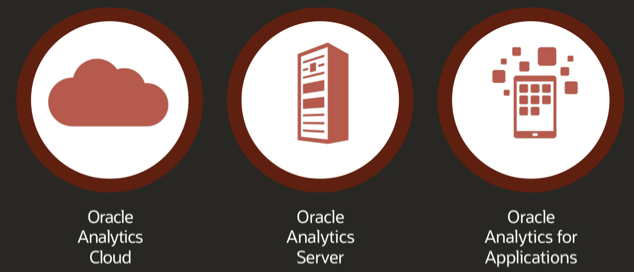 Oracle
Analytics
Cloud
Oracle
Analytics
Server
Oracle
Analytics for
Applications